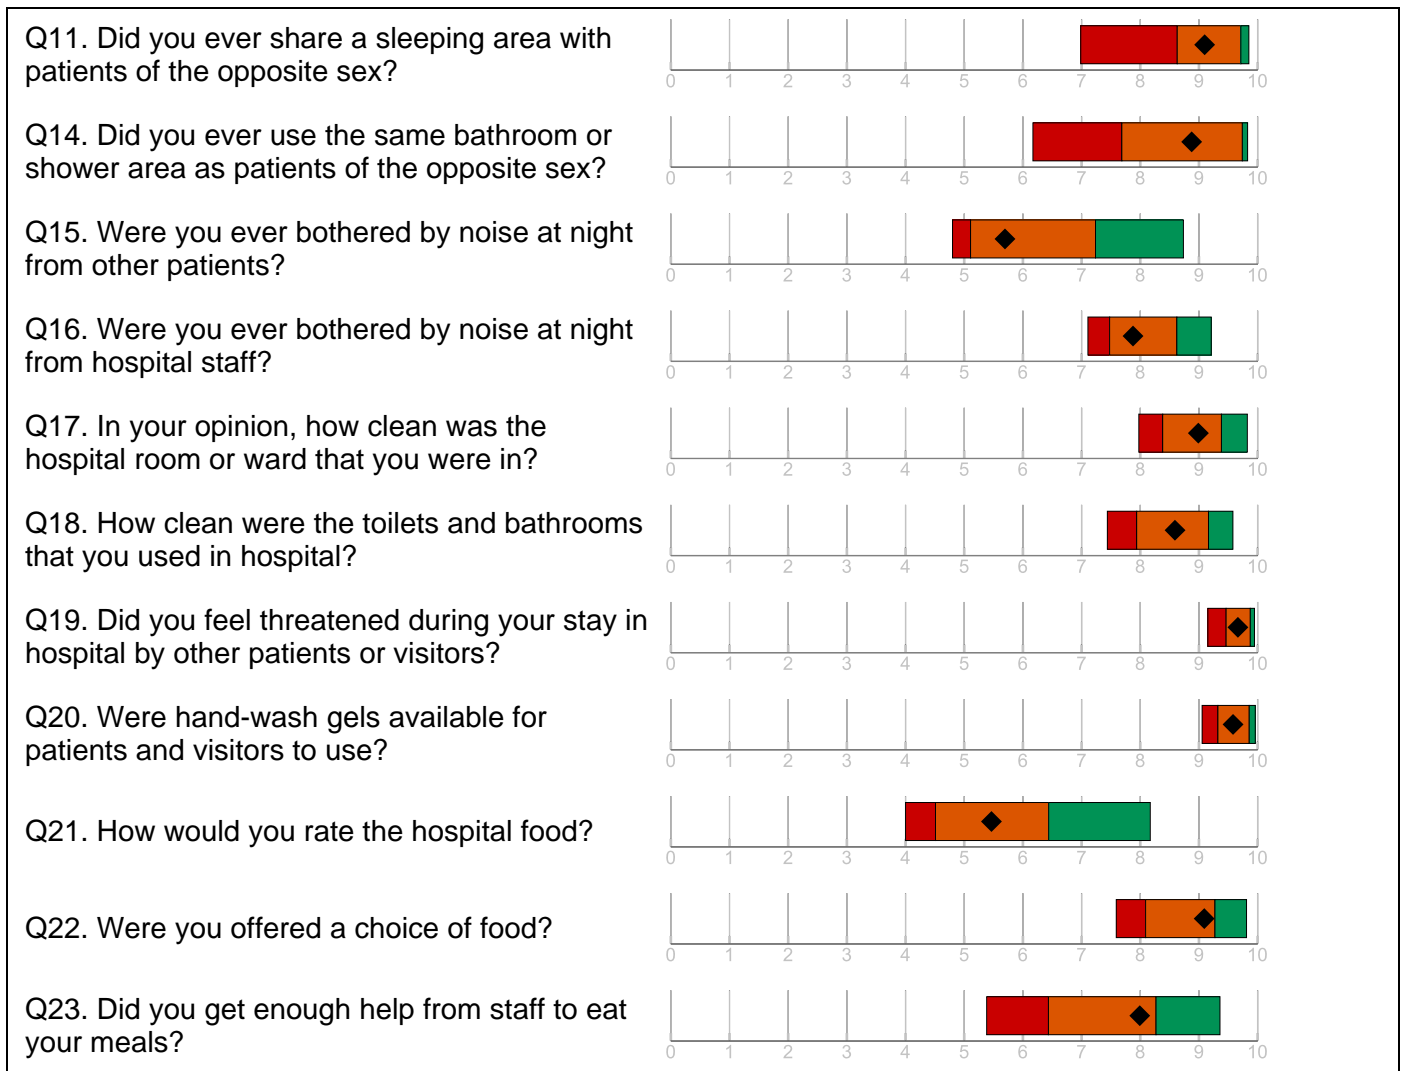 Q11. Did you ever share a sleeping area with
patients of the opposite sex?
0 1 2 3 4 5 6 7 8 9 10
Q14. Did you ever use the same bathroom or
shower area as patients of the opposite sex?
0 1 2 3 4 5 6 7 8 9 10
Q15. Were you ever bothered by noise at night
from other patients?
0 1 2 3 4 5 6 7 8 9 10
Q16. Were you ever bothered by noise at night
from hospital staff?
0 1 2 3 4 5 6 7 8 9 10
Q17. In your opinion, how clean was the
hospital room or ward that you were in?
0 1 2 3 4 5 6 7 8 9 10
Q18. How clean were the toilets and bathrooms
that you used in hospital?
0 1 2 3 4 5 6 7 8 9 10
Q19. Did you feel threatened during your stay in
hospital by other patients or visitors?
0 1 2 3 4 5 6 7 8 9 10
Q20. Were hand-wash gels available for
patients and visitors to use?
0 1 2 3 4 5 6 7 8 9 10
Q21. How would you rate the hospital food?
0 1 2 3 4 5 6 7 8 9 10
Q22. Were you offered a choice of food?
0 1 2 3 4 5 6 7 8 9 10
Q23. Did you get enough help from staff to eat
your meals?
0 1 2 3 4 5 6 7 8 9 10